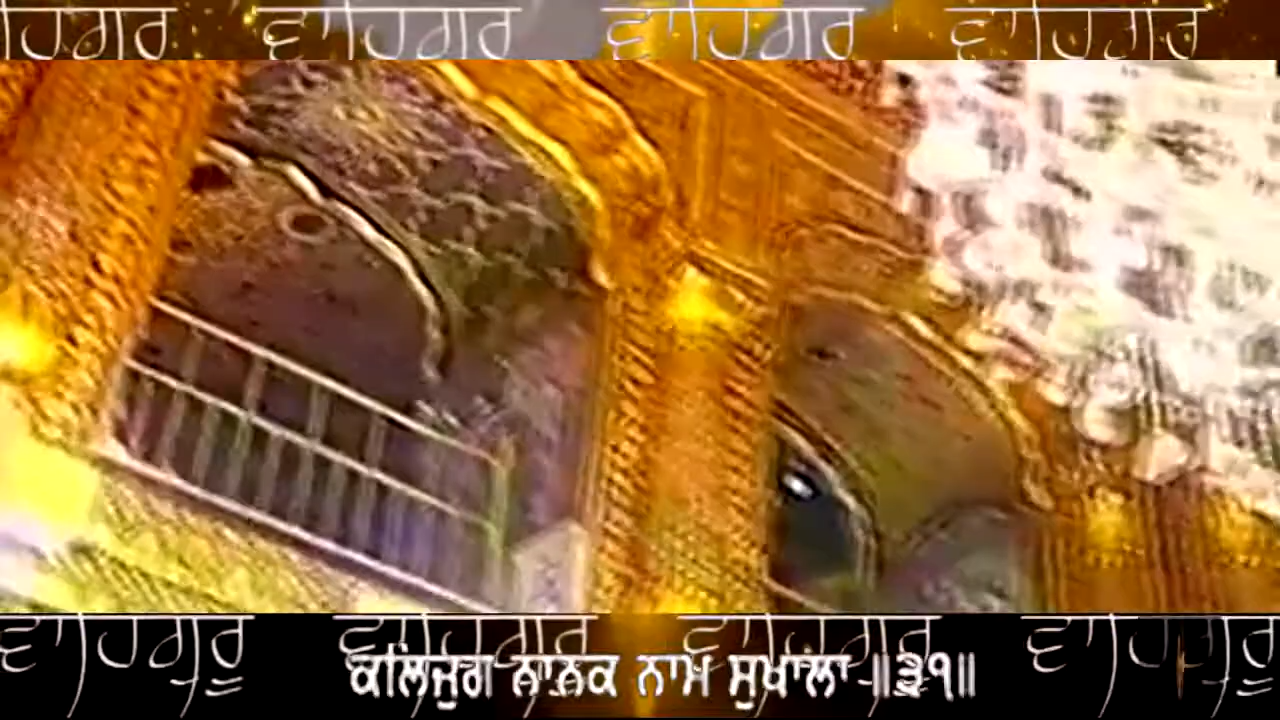 ਵਾਹਿਗੁਰੂ ਵਾਹਿਗੁਰੂ ਵਾਹਿਗੁਰੂ
ਵਾਹਿਗੁਰੂ ਵਾਹਿਗੁਰੂ ਵਾਹਿਗੁਰੂ ਵਾਹਿਗੁਰੂ
ਕਲਿਜੁਗ ਨਾਨਕ ਨਾਮ ਸੁਖਾਲਾ ॥੩੧॥